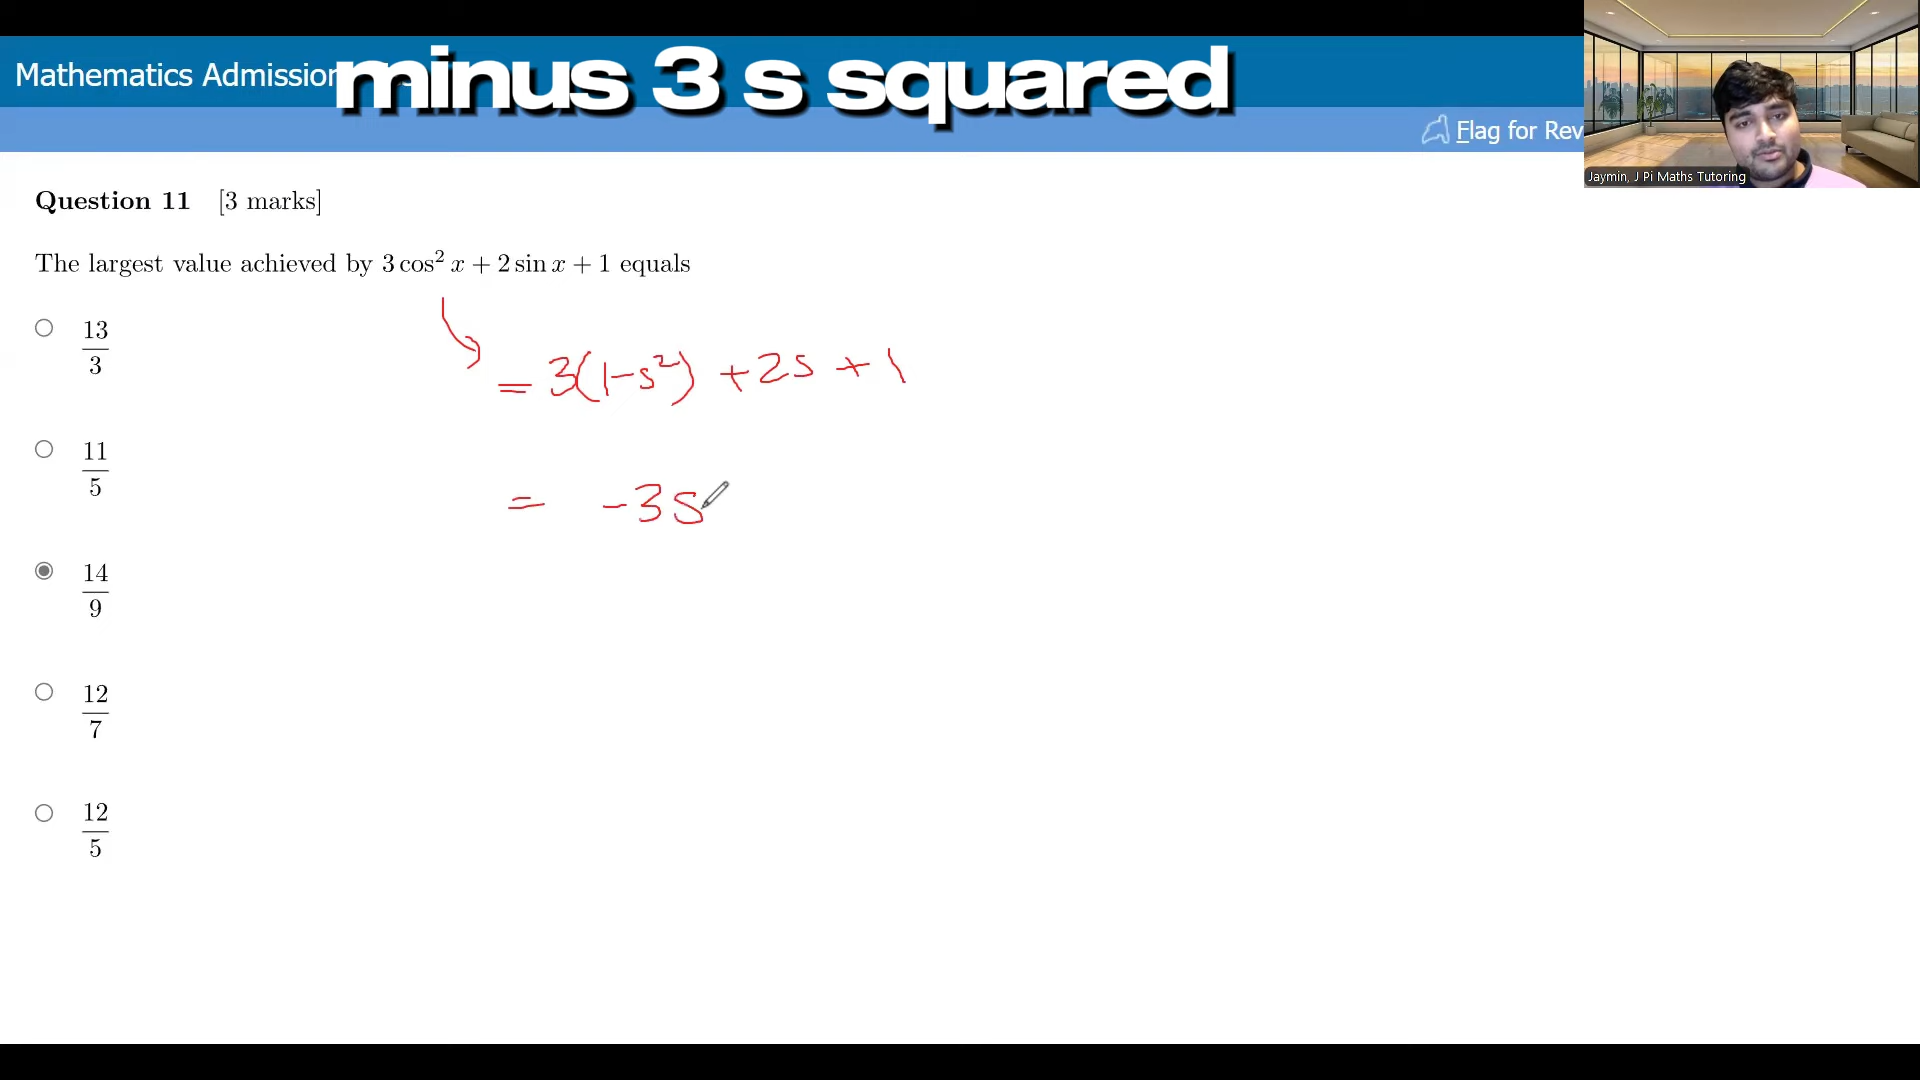 Mathematics Admission
minus 3 s squared
Flag for Rev
Jaymin, J Pi Maths Tutoring
Question 11 [3 marks]
The largest value achieved by 3 cos² x + 2 sin x + 1 equals
13/3
= 3(1-s²) +2s +1
11/5
= -3s
14/9
12/7
12/5